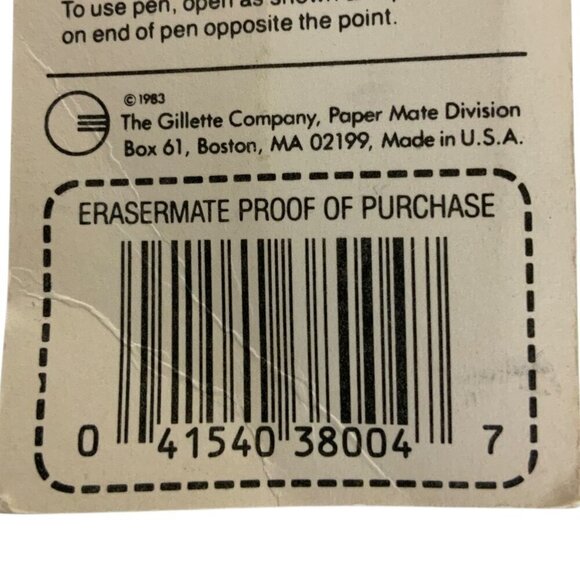 To use pen, open as shown
on end of pen opposite the point.
©1983
The Gillette Company, Paper Mate Division
Box 61, Boston, MA 02199, Made in U.S.A.
ERASERMATE PROOF OF PURCHASE
0 41540 38004 7